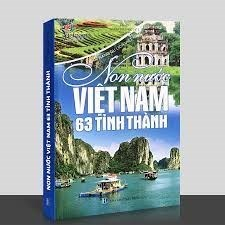 Non nước
VIỆT NAM
63 TỈNH THÀNH
NON NƯỚC VIỆT NAM 63 TỈNH THÀNH